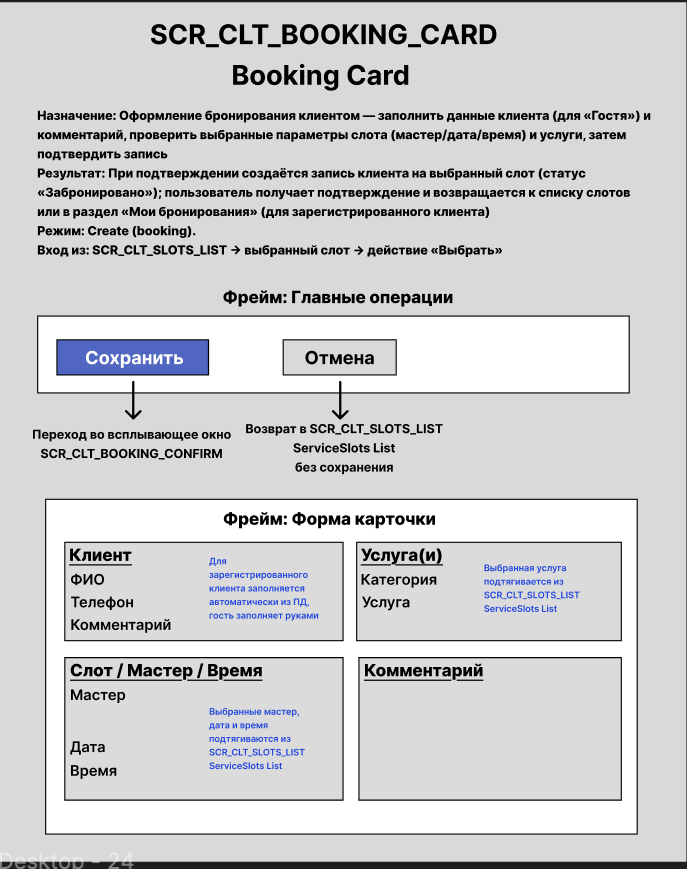 SCR_CLT_BOOKING_CARD
Booking Card
Назначение: Оформление бронирования клиентом — заполнить данные клиента (для «Гостя») и
комментарий, проверить выбранные параметры слота (мастер/дата/время) и услуги, затем
подтвердить запись
Результат: При подтверждении создаётся запись клиента на выбранный слот (статус
«Забронировано»); пользователь получает подтверждение и возвращается к списку слотов
или в раздел «Мои бронирования» (для зарегистрированного клиента)
Режим: Create (booking).
Вход из: SCR_CLT_SLOTS_LIST → выбранный слот → действие «Выбрать»
Фрейм: Главные операции
Сохранить
Отмена
Переход во всплывающее окно
SCR_CLT_BOOKING_CONFIRM
Возврат в SCR_CLT_SLOTS_LIST
ServiceSlots List
без сохранения
Фрейм: Форма карточки
Клиент
ФИО
Телефон
Комментарий
Для
зарегистрированного
клиента заполняется
автоматически из ПД,
гость заполняет руками
Услуга(и)
Категория
Услуга
Выбранная услуга
подтягивается из
SCR_CLT_SLOTS_LIST
ServiceSlots List
Слот / Мастер / Время
Мастер
Дата
Время
Выбранные мастер,
дата и время
подтягиваются из
SCR_CLT_SLOTS_LIST
ServiceSlots List
Комментарий
Desktop - 24